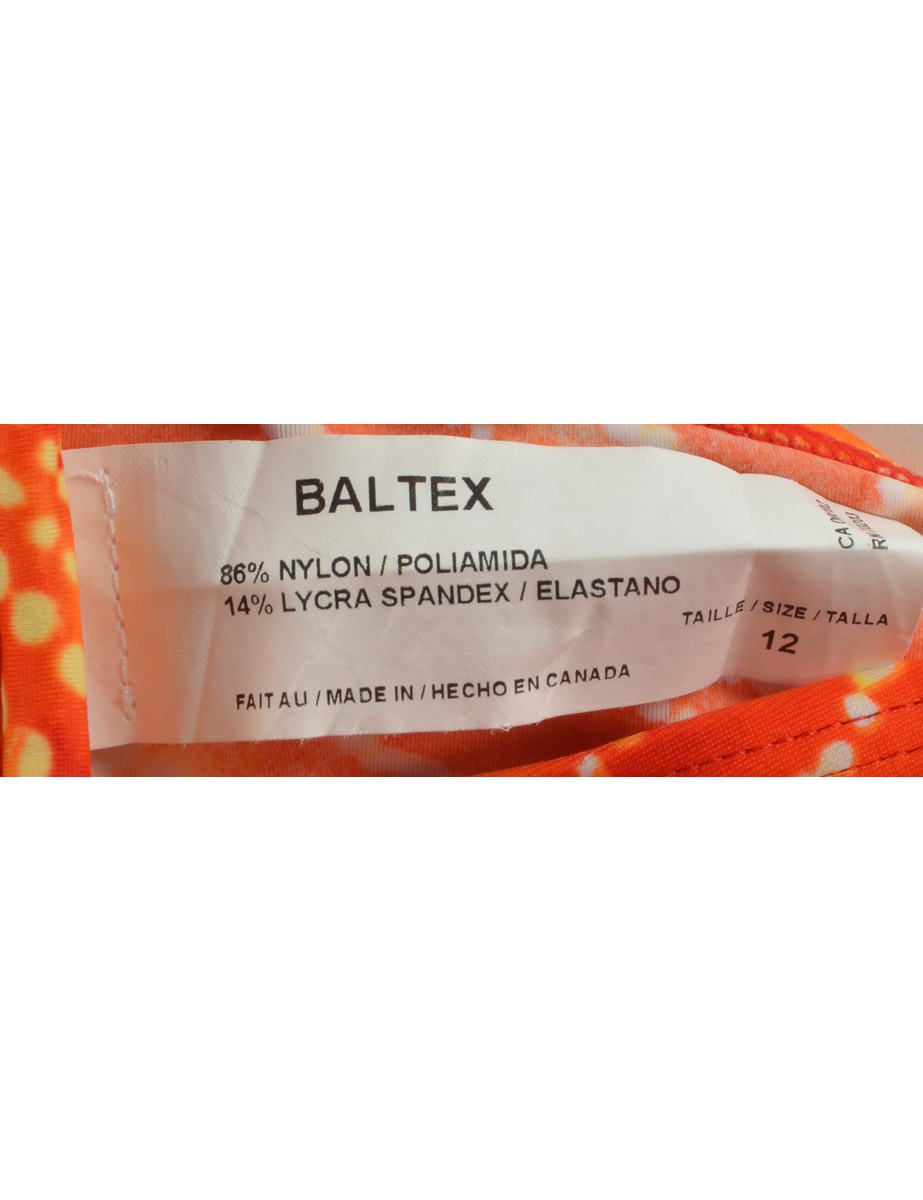 BALTEX
86% NYLON / POLIAMIDA
14% LYCRA SPANDEX / ELASTANO
FAIT AU / MADE IN / HECHO EN CANADA
TAILLE / SIZE / TALLA
12
CA